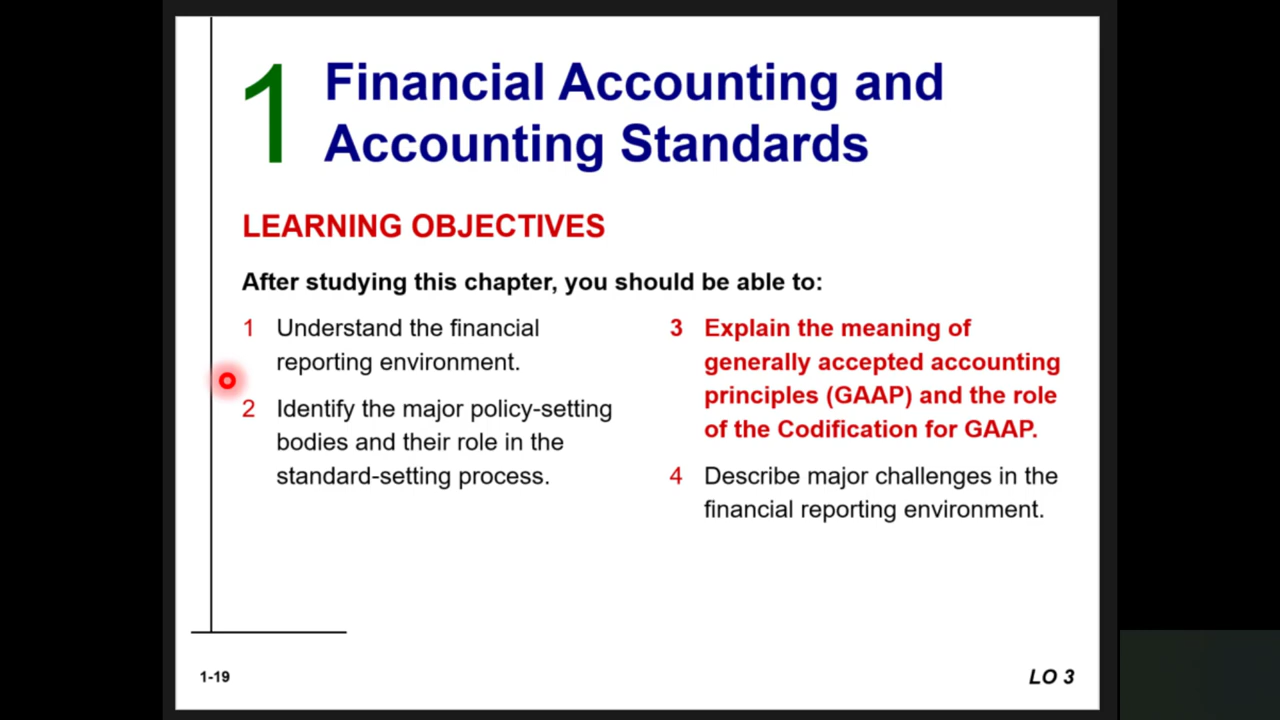 1
Financial Accounting and
Accounting Standards
LEARNING OBJECTIVES
After studying this chapter, you should be able to:
1 Understand the financial
reporting environment.
2 Identify the major policy-setting
bodies and their role in the
standard-setting process.
3 Explain the meaning of
generally accepted accounting
principles (GAAP) and the role
of the Codification for GAAP.
4 Describe major challenges in the
financial reporting environment.
1-19
LO 3